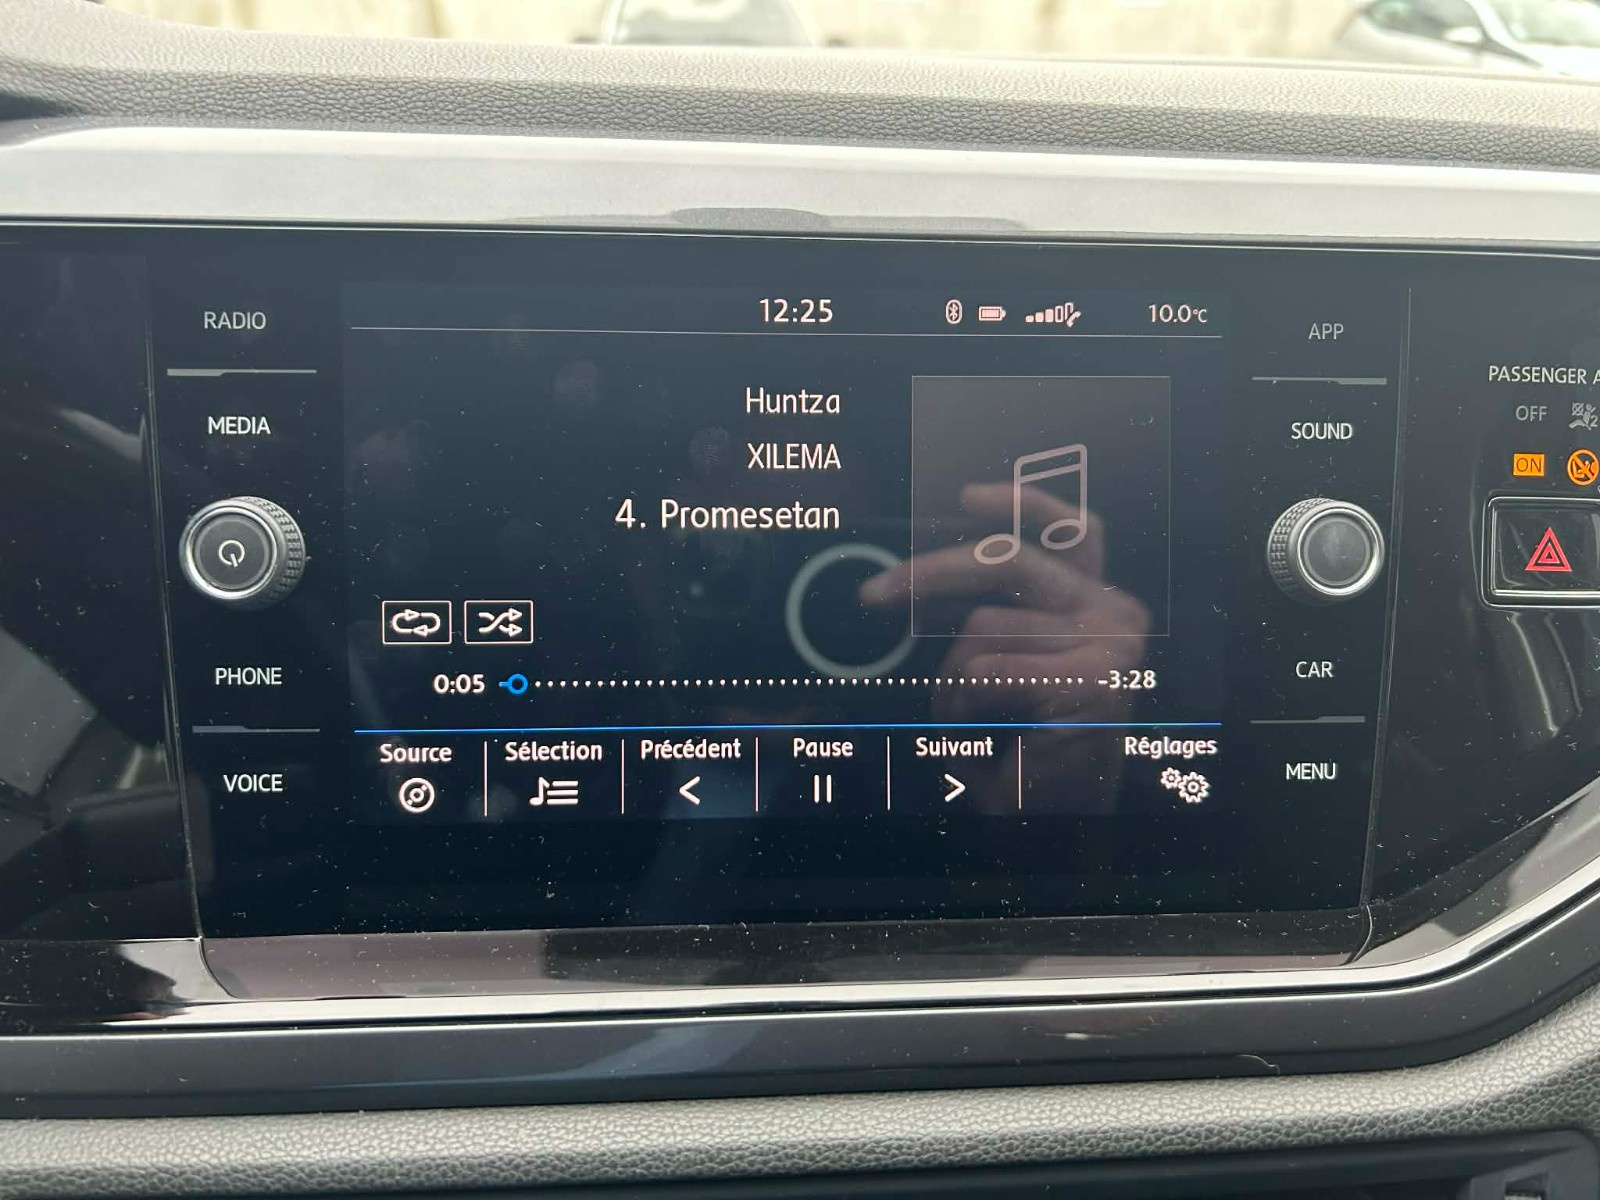 RADIO
MEDIA
PHONE
VOICE
12:25
10.0°C
Huntza
XILEMA
4. Promesetan
0:05
-3:28
Source
Sélection
Précédent
Pause
Suivant
Réglages
APP
SOUND
CAR
MENU
PASSENGER A
OFF
ON